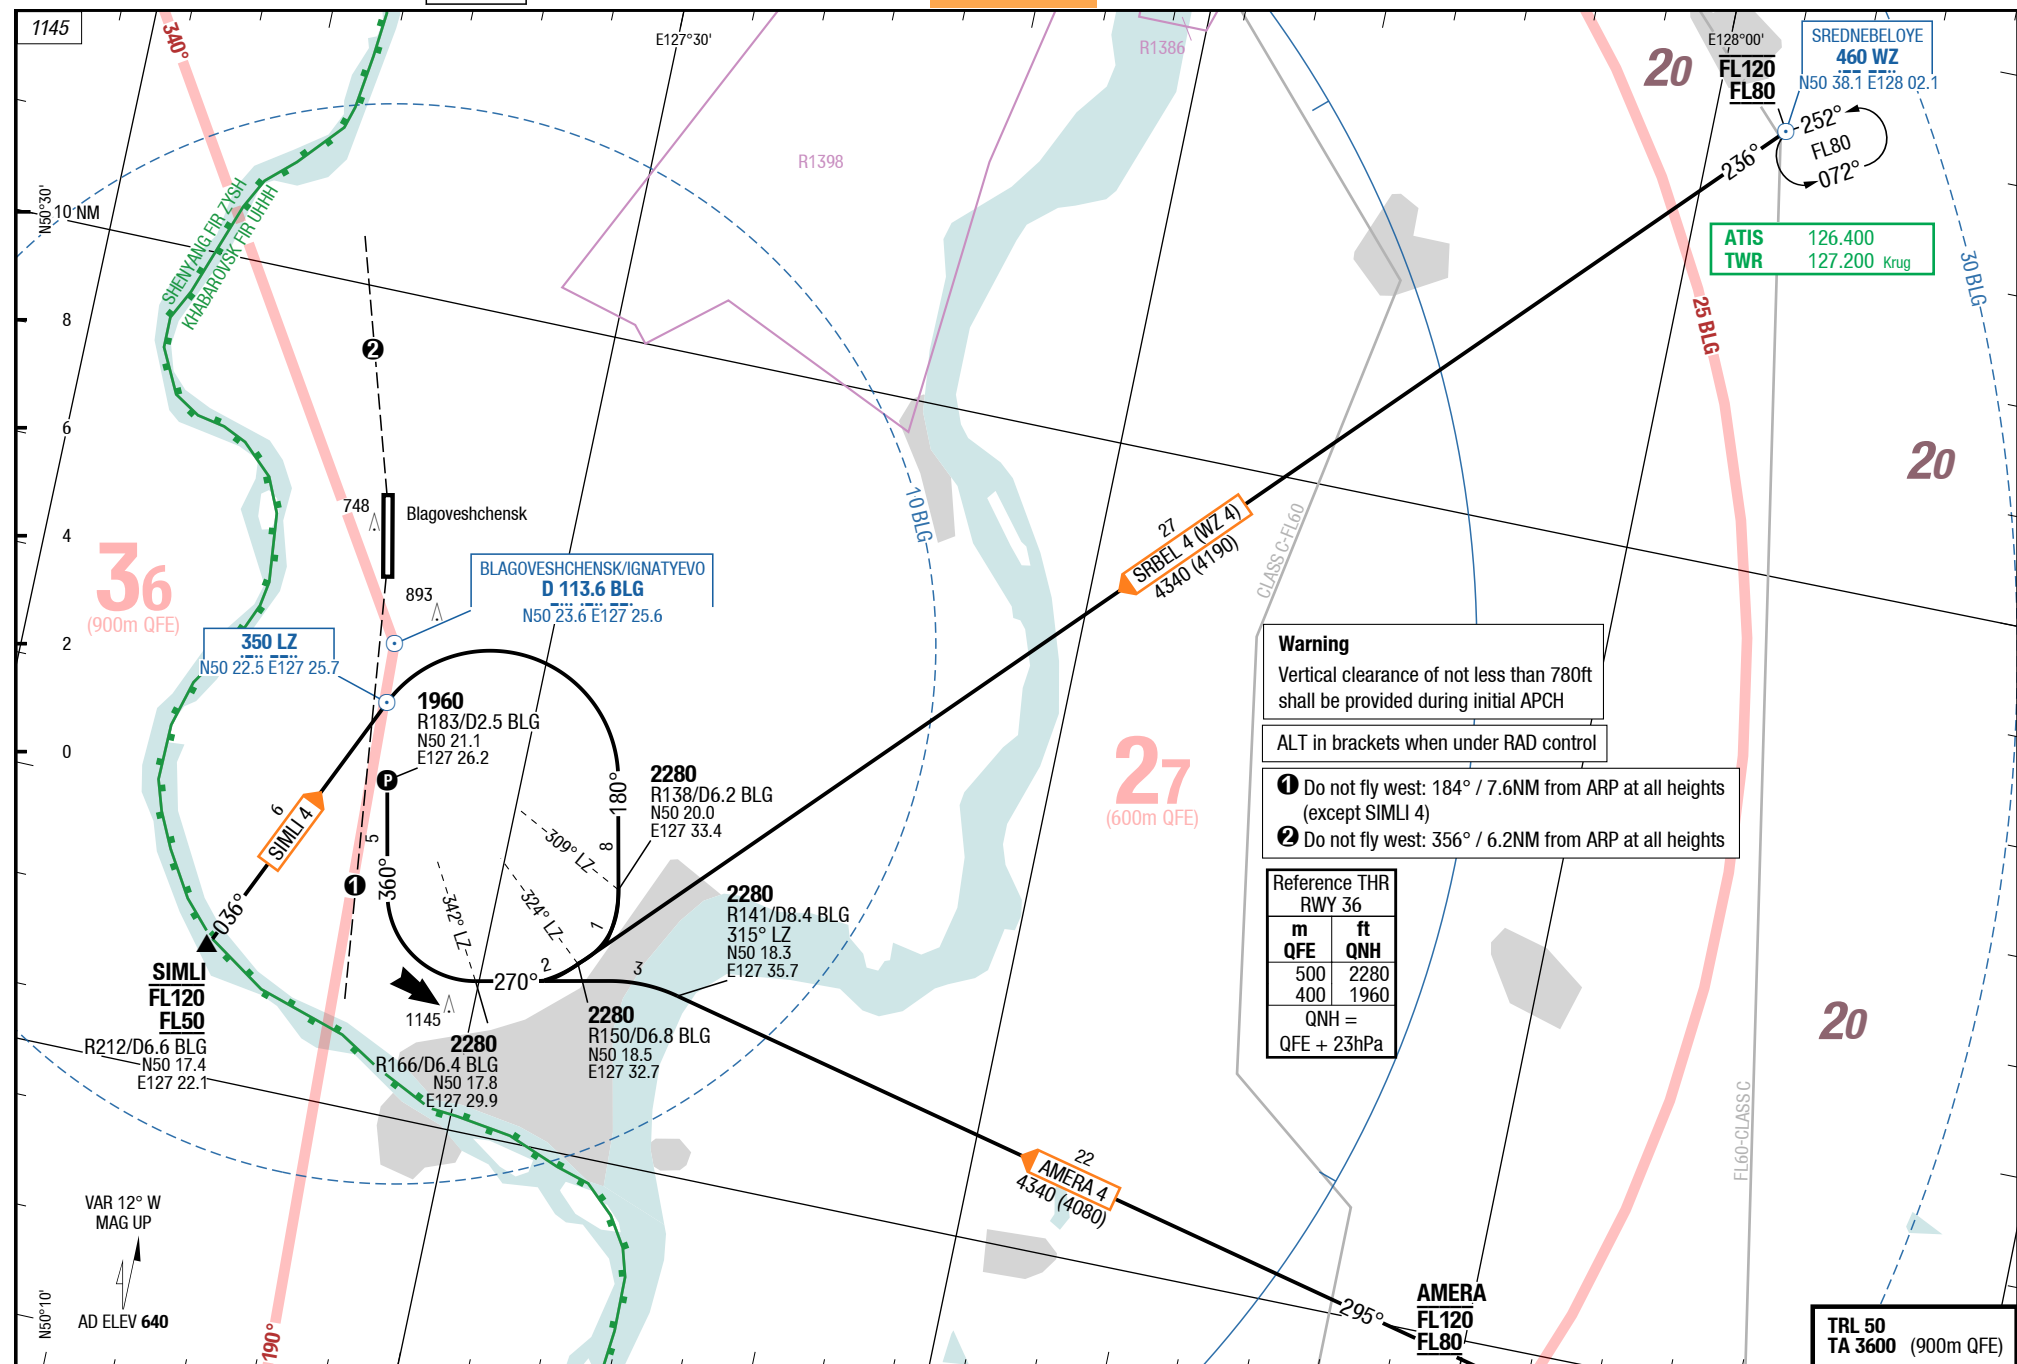 1145
340°
E127°30'
R1386
E128°00'
20
FL120
FL80
SREDNEBELOYE
460 WZ
N50 38.1 E128 02.1
252°
FL80
072°
236°
R1398
N50°30'
10 NM
SHENYANG FIR ZYSH
KHABAROVSK FIR UHHH
ATIS 126.400
TWR 127.200 Krug
30 BLG
25 BLG
8
2
6
20
10 BLG
748
Blagoveshchensk
4
27
SRBEL 4 (WZ 4)
4340 (4190)
CLASS C-FL60
36
(900m QFE)
893
BLAGOVESHCHENSK/IGNATYEVO
D 113.6 BLG
N50 23.6 E127 25.6
2
350 LZ
N50 22.5 E127 25.7
Warning
Vertical clearance of not less than 780ft
shall be provided during initial APCH
1960
R183/D2.5 BLG
N50 21.1
E127 26.2
0
ALT in brackets when under RAD control
27
(600m QFE)
P
180°
2280
R138/D6.2 BLG
N50 20.0
E127 33.4
1 Do not fly west: 184° / 7.6NM from ARP at all heights
(except SIMLI 4)
2 Do not fly west: 356° / 6.2NM from ARP at all heights
6
SIMLI 4
5
8
309° LZ
360°
1
036°
342° LZ
324° LZ
1
2280
R141/D8.4 BLG
315° LZ
N50 18.3
E127 35.7
Reference THR
RWY 36
m ft
QFE QNH
500 2280
400 1960
QNH =
QFE + 23hPa
SIMLI
FL120
FL50
R212/D6.6 BLG
N50 17.4
E127 22.1
270°
2
3
1145
2280
R166/D6.4 BLG
N50 17.8
E127 29.9
2280
R150/D6.8 BLG
N50 18.5
E127 32.7
20
FL60-CLASS C
22
AMERA 4
4340 (4080)
VAR 12° W
MAG UP
AD ELEV 640
N50°10'
190°
295°
AMERA
FL120
FL80
TRL 50
TA 3600 (900m QFE)